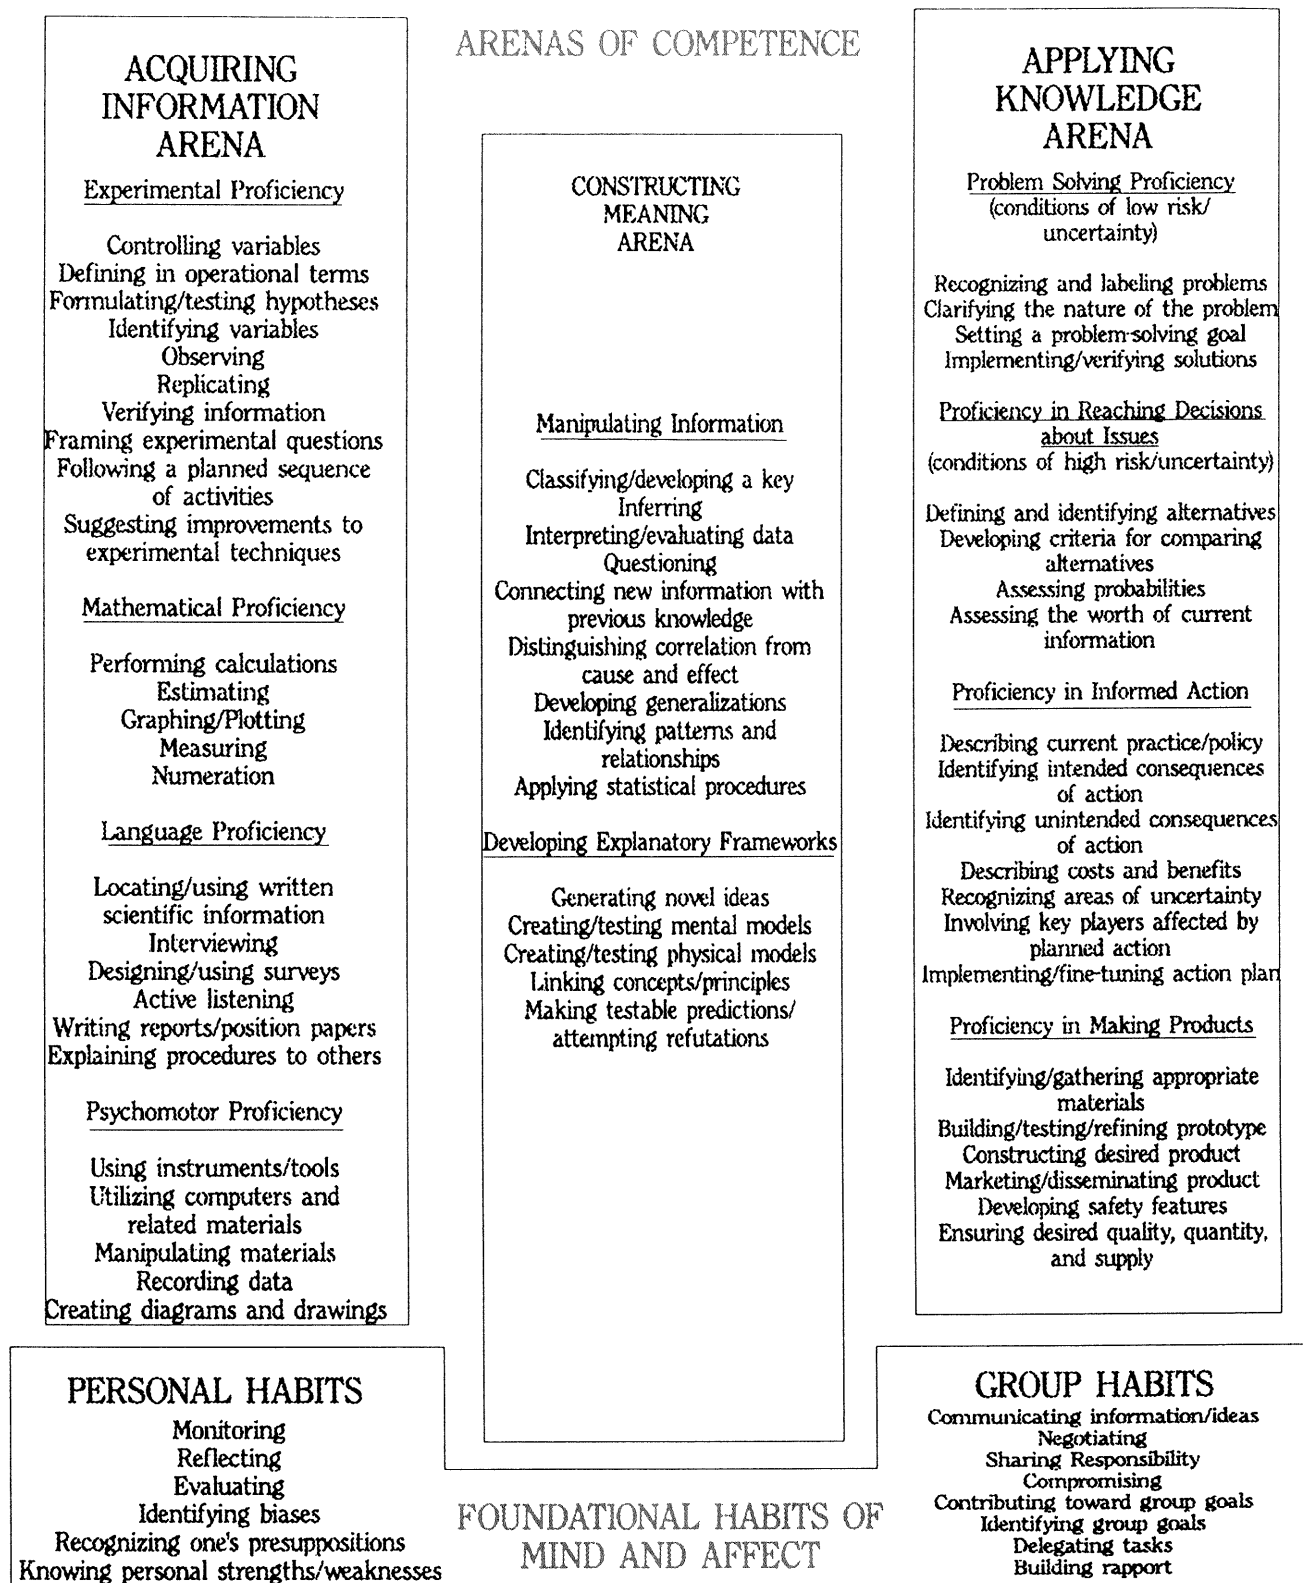 ARENAS OF COMPETENCE
ACQUIRING
INFORMATION
ARENA
Experimental Proficiency
Controlling variables
Defining in operational terms
Formulating/testing hypotheses
Identifying variables
Observing
Replicating
Verifying information
Framing experimental questions
Following a planned sequence
of activities
Suggesting improvements to
experimental techniques
Mathematical Proficiency
Performing calculations
Estimating
Graphing/Plotting
Measuring
Numeration
Language Proficiency
Locating/using written
scientific information
Interviewing
Designing/using surveys
Active listening
Writing reports/position papers
Explaining procedures to others
Psychomotor Proficiency
Using instruments/tools
Utilizing computers and
related materials
Manipulating materials
Recording data
Creating diagrams and drawings
CONSTRUCTING
MEANING
ARENA
Manipulating Information
Classifying/developing a key
Inferring
Interpreting/evaluating data
Questioning
Connecting new information with
previous knowledge
Distinguishing correlation from
cause and effect
Developing generalizations
Identifying patterns and
relationships
Applying statistical procedures
Developing Explanatory Frameworks
Generating novel ideas
Creating/testing mental models
Creating/testing physical models
Linking concepts/principles
Making testable predictions/
attempting refutations
APPLYING
KNOWLEDGE
ARENA
Problem Solving Proficiency
(conditions of low risk/
uncertainty)
Recognizing and labeling problems
Clarifying the nature of the problem
Setting a problem-solving goal
Implementing/verifying solutions
Proficiency in Reaching Decisions
about Issues
(conditions of high risk/uncertainty)
Defining and identifying alternatives
Developing criteria for comparing
alternatives
Assessing probabilities
Assessing the worth of current
information
Proficiency in Informed Action
Describing current practice/policy
Identifying intended consequences
of action
Identifying unintended consequences
of action
Describing costs and benefits
Recognizing areas of uncertainty
Involving key players affected by
planned action
Implementing/fine-tuning action plan
Proficiency in Making Products
Identifying/gathering appropriate
materials
Building/testing/refining prototype
Constructing desired product
Marketing/disseminating product
Developing safety features
Ensuring desired quality, quantity,
and supply
PERSONAL HABITS
Monitoring
Reflecting
Evaluating
Identifying biases
Recognizing one's presuppositions
Knowing personal strengths/weaknesses
FOUNDATIONAL HABITS OF
MIND AND AFFECT
GROUP HABITS
Communicating information/ideas
Negotiating
Sharing Responsibility
Compromising
Contributing toward group goals
Identifying group goals
Delegating tasks
Building rapport